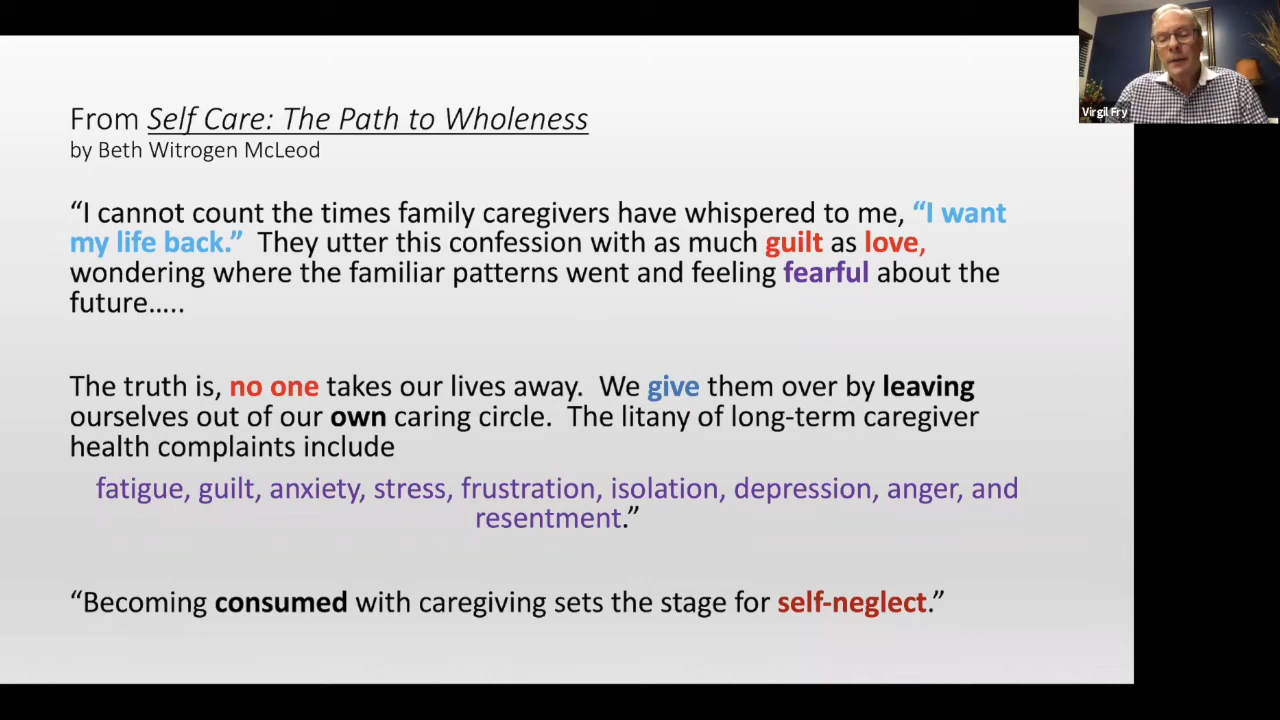 Virgil Fry
From Self Care: The Path to Wholeness
by Beth Witrogen McLeod
“I cannot count the times family caregivers have whispered to me, “I want
my life back.”  They utter this confession with as much guilt as love,
wondering where the familiar patterns went and feeling fearful about the
future…..
The truth is, no one takes our lives away.  We give them over by leaving
ourselves out of our own caring circle.  The litany of long-term caregiver
health complaints include
fatigue, guilt, anxiety, stress, frustration, isolation, depression, anger, and
resentment.”
“Becoming consumed with caregiving sets the stage for self-neglect.”